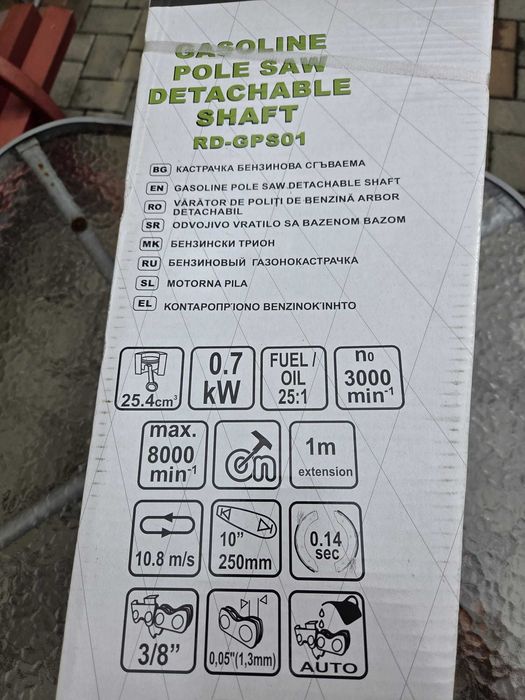 GASOLINE
POLE SAW
DETACHABLE
SHAFT
RD-GPS01
BG КАСТРАЧКА БЕНЗИНОВА СГЪВАЕМА
EN GASOLINE POLE SAW DETACHABLE SHAFT
RO VĂRĂTOR DE POLIȚI DE BENZINĂ ARBOR
DETACHABIL
SR ODVOJIVO VRATILO SA BAZENOM BAZOM
MK БЕНЗИНСКИ ТРИОН
RU БЕНЗИНОВЫЙ ГАЗОНОКАСТРАЧКА
SL MOTORNA PILA
EL ΚΟΝΤΑΡΟΠΡΊΟΝΟ ΒΕΝΖΙΝΟΚΊΝΗΤΟ
25.4cm³
0.7
kW
FUEL /
OIL
25:1
n₀
3000
min⁻¹
max.
8000
min⁻¹
on
1m
extension
10.8 m/s
10”
250mm
0.14
sec
3/8”
0,05”(1,3mm)
AUTO